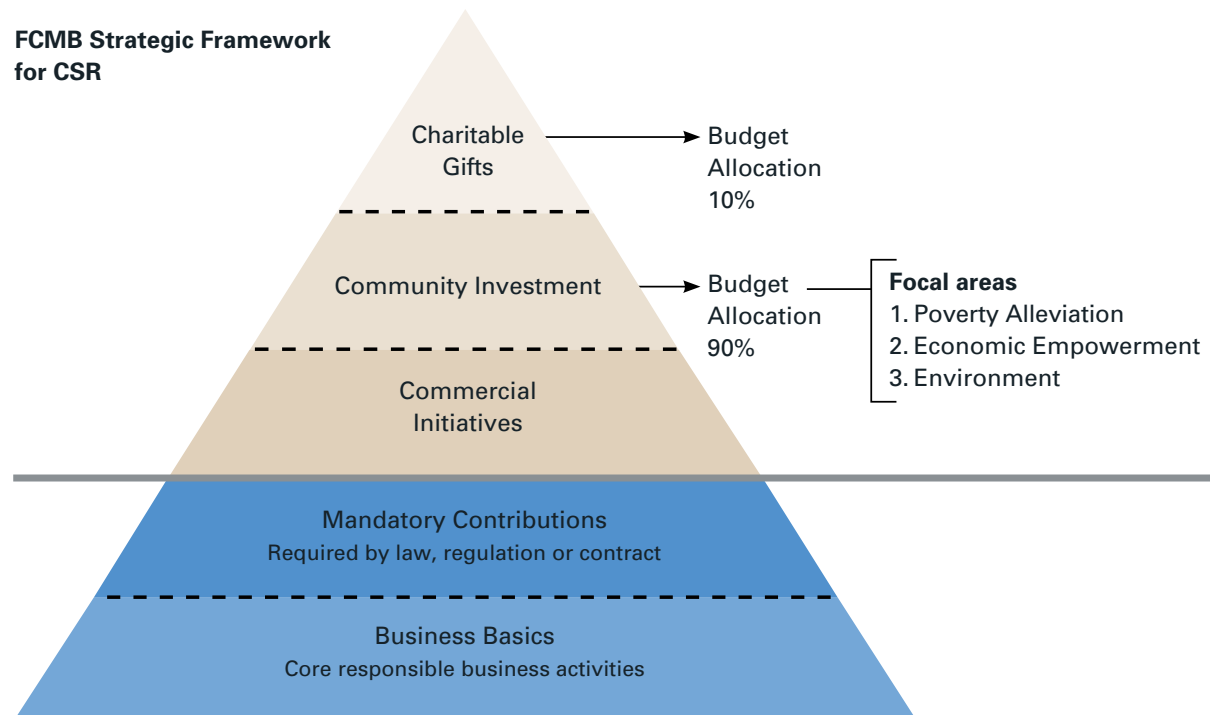 FCMB Strategic Framework
for CSR
Charitable
Gifts
Budget
Allocation
10%
Community Investment
Budget
Allocation
90%
Focal areas
1. Poverty Alleviation
2. Economic Empowerment
3. Environment
Commercial
Initiatives
Mandatory Contributions
Required by law, regulation or contract
Business Basics
Core responsible business activities